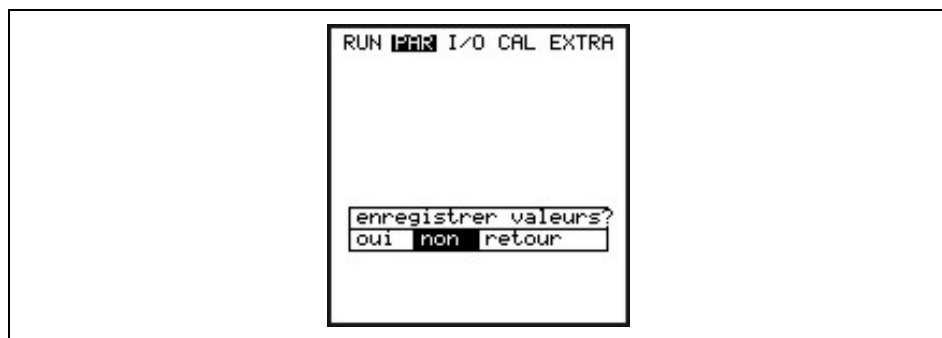 RUN PAR I/O CAL EXTRA
enregistrer valeurs?
oui non retour